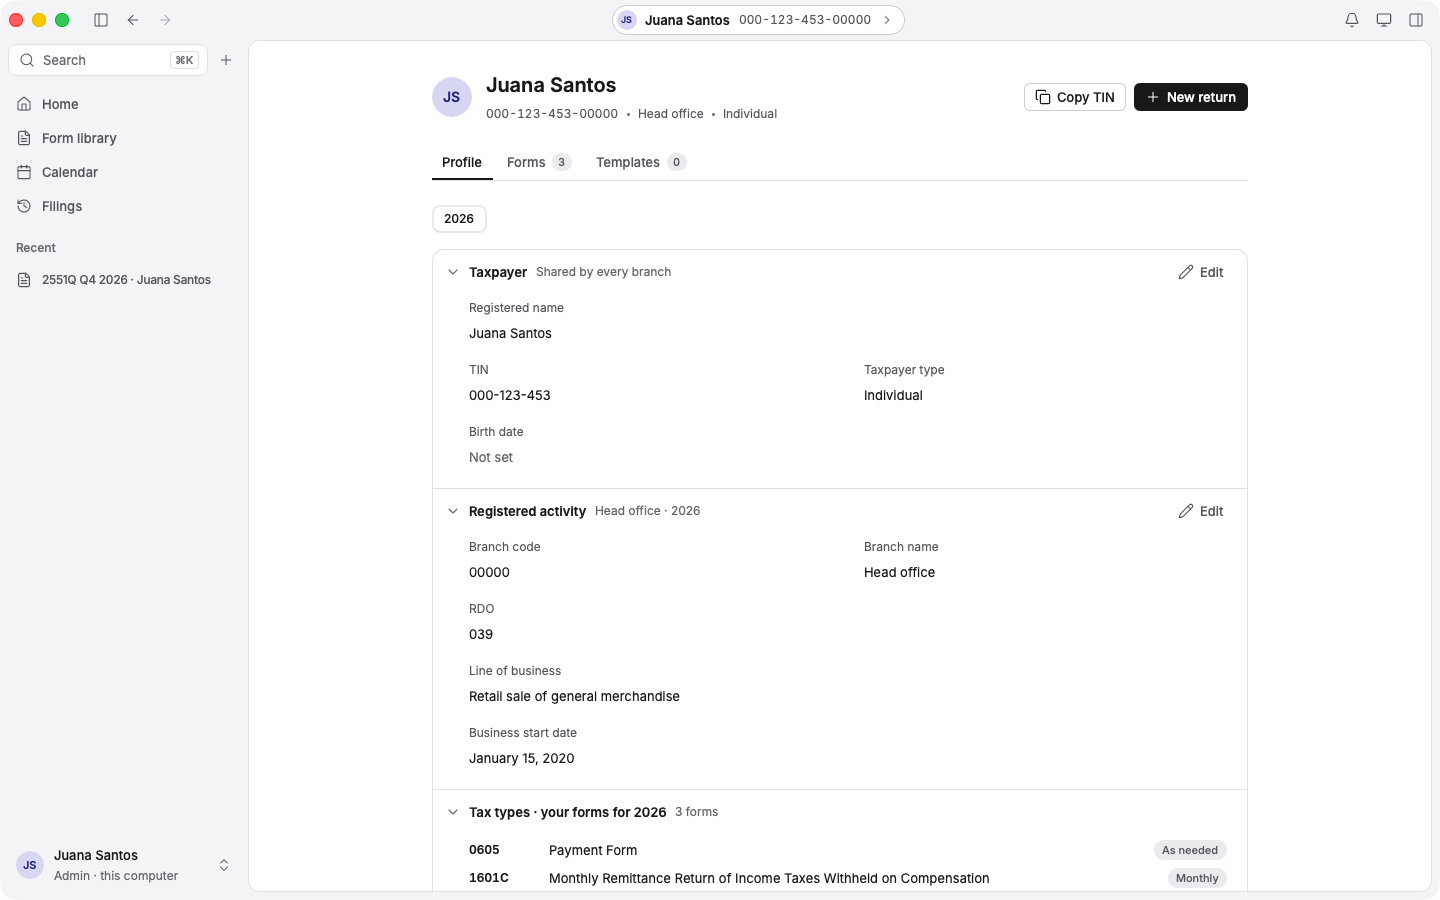 JS Juana Santos 000-123-453-00000
Search ⌘K
Home
Form library
Calendar
Filings
Recent
2551Q Q4 2026 · Juana Santos
JS
Juana Santos
Admin · this computer
JS
Juana Santos
000-123-453-00000 • Head office • Individual
Copy TIN
New return
Profile Forms 3 Templates 0
2026
Taxpayer Shared by every branch Edit
Registered name
Juana Santos
TIN Taxpayer type
000-123-453 Individual
Birth date
Not set
Registered activity Head office · 2026 Edit
Branch code Branch name
00000 Head office
RDO
039
Line of business
Retail sale of general merchandise
Business start date
January 15, 2020
Tax types · your forms for 2026 3 forms
0605 Payment Form As needed
1601C Monthly Remittance Return of Income Taxes Withheld on Compensation Monthly